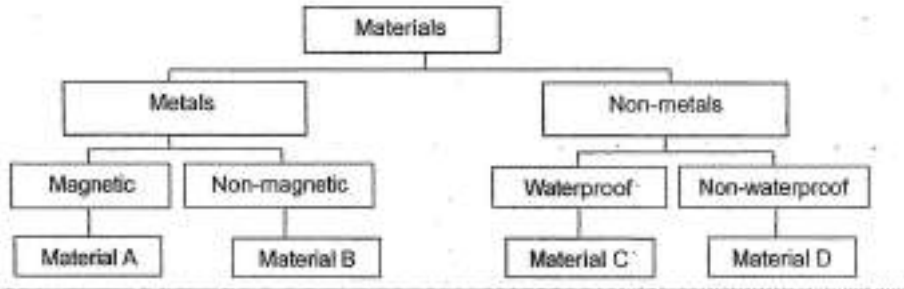 Materials
Metals
Non-metals
Magnetic
Non-magnetic
Waterproof
Non-waterproof
Material A
Material B
Material C
Material D